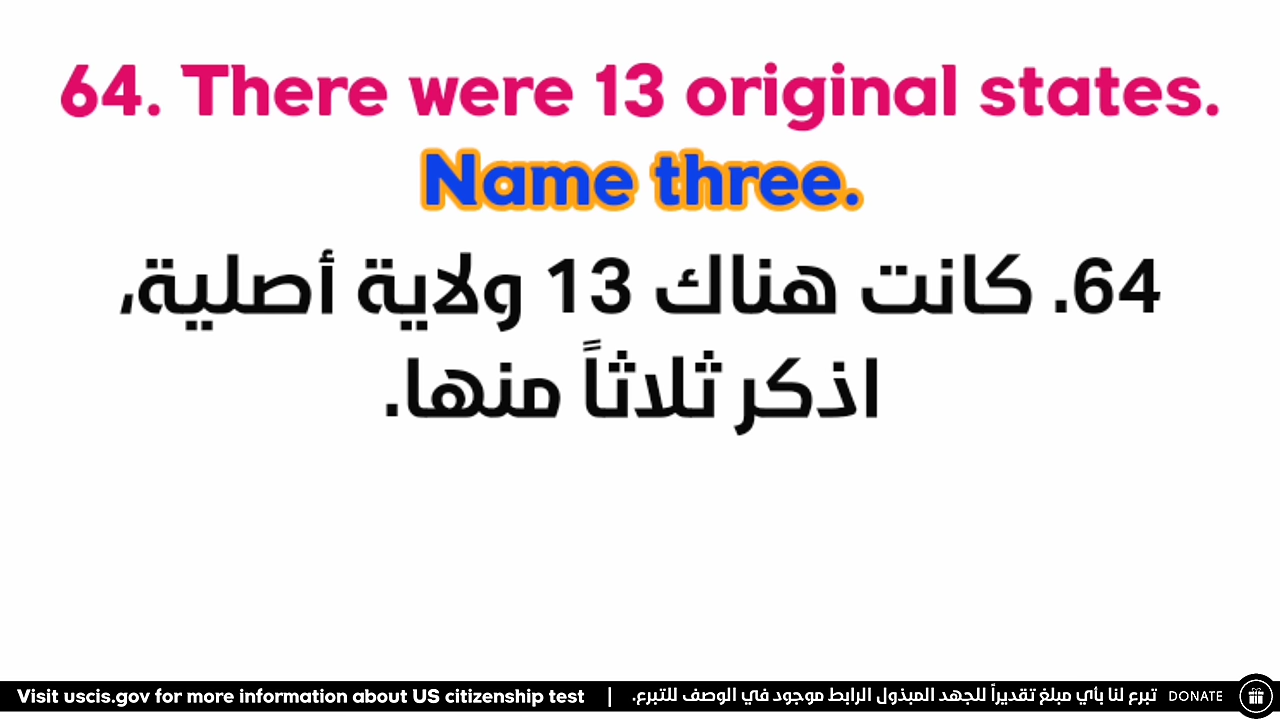 64. There were 13 original states.
Name three.
64. كانت هناك 13 ولاية أصلية،
اذكر ثلاثاً منها.
Visit uscis.gov for more information about US citizenship test | تبرع لنا بأي مبلغ تقديراً للجهد المبذول الرابط موجود في الوصف للتبرع. DONATE